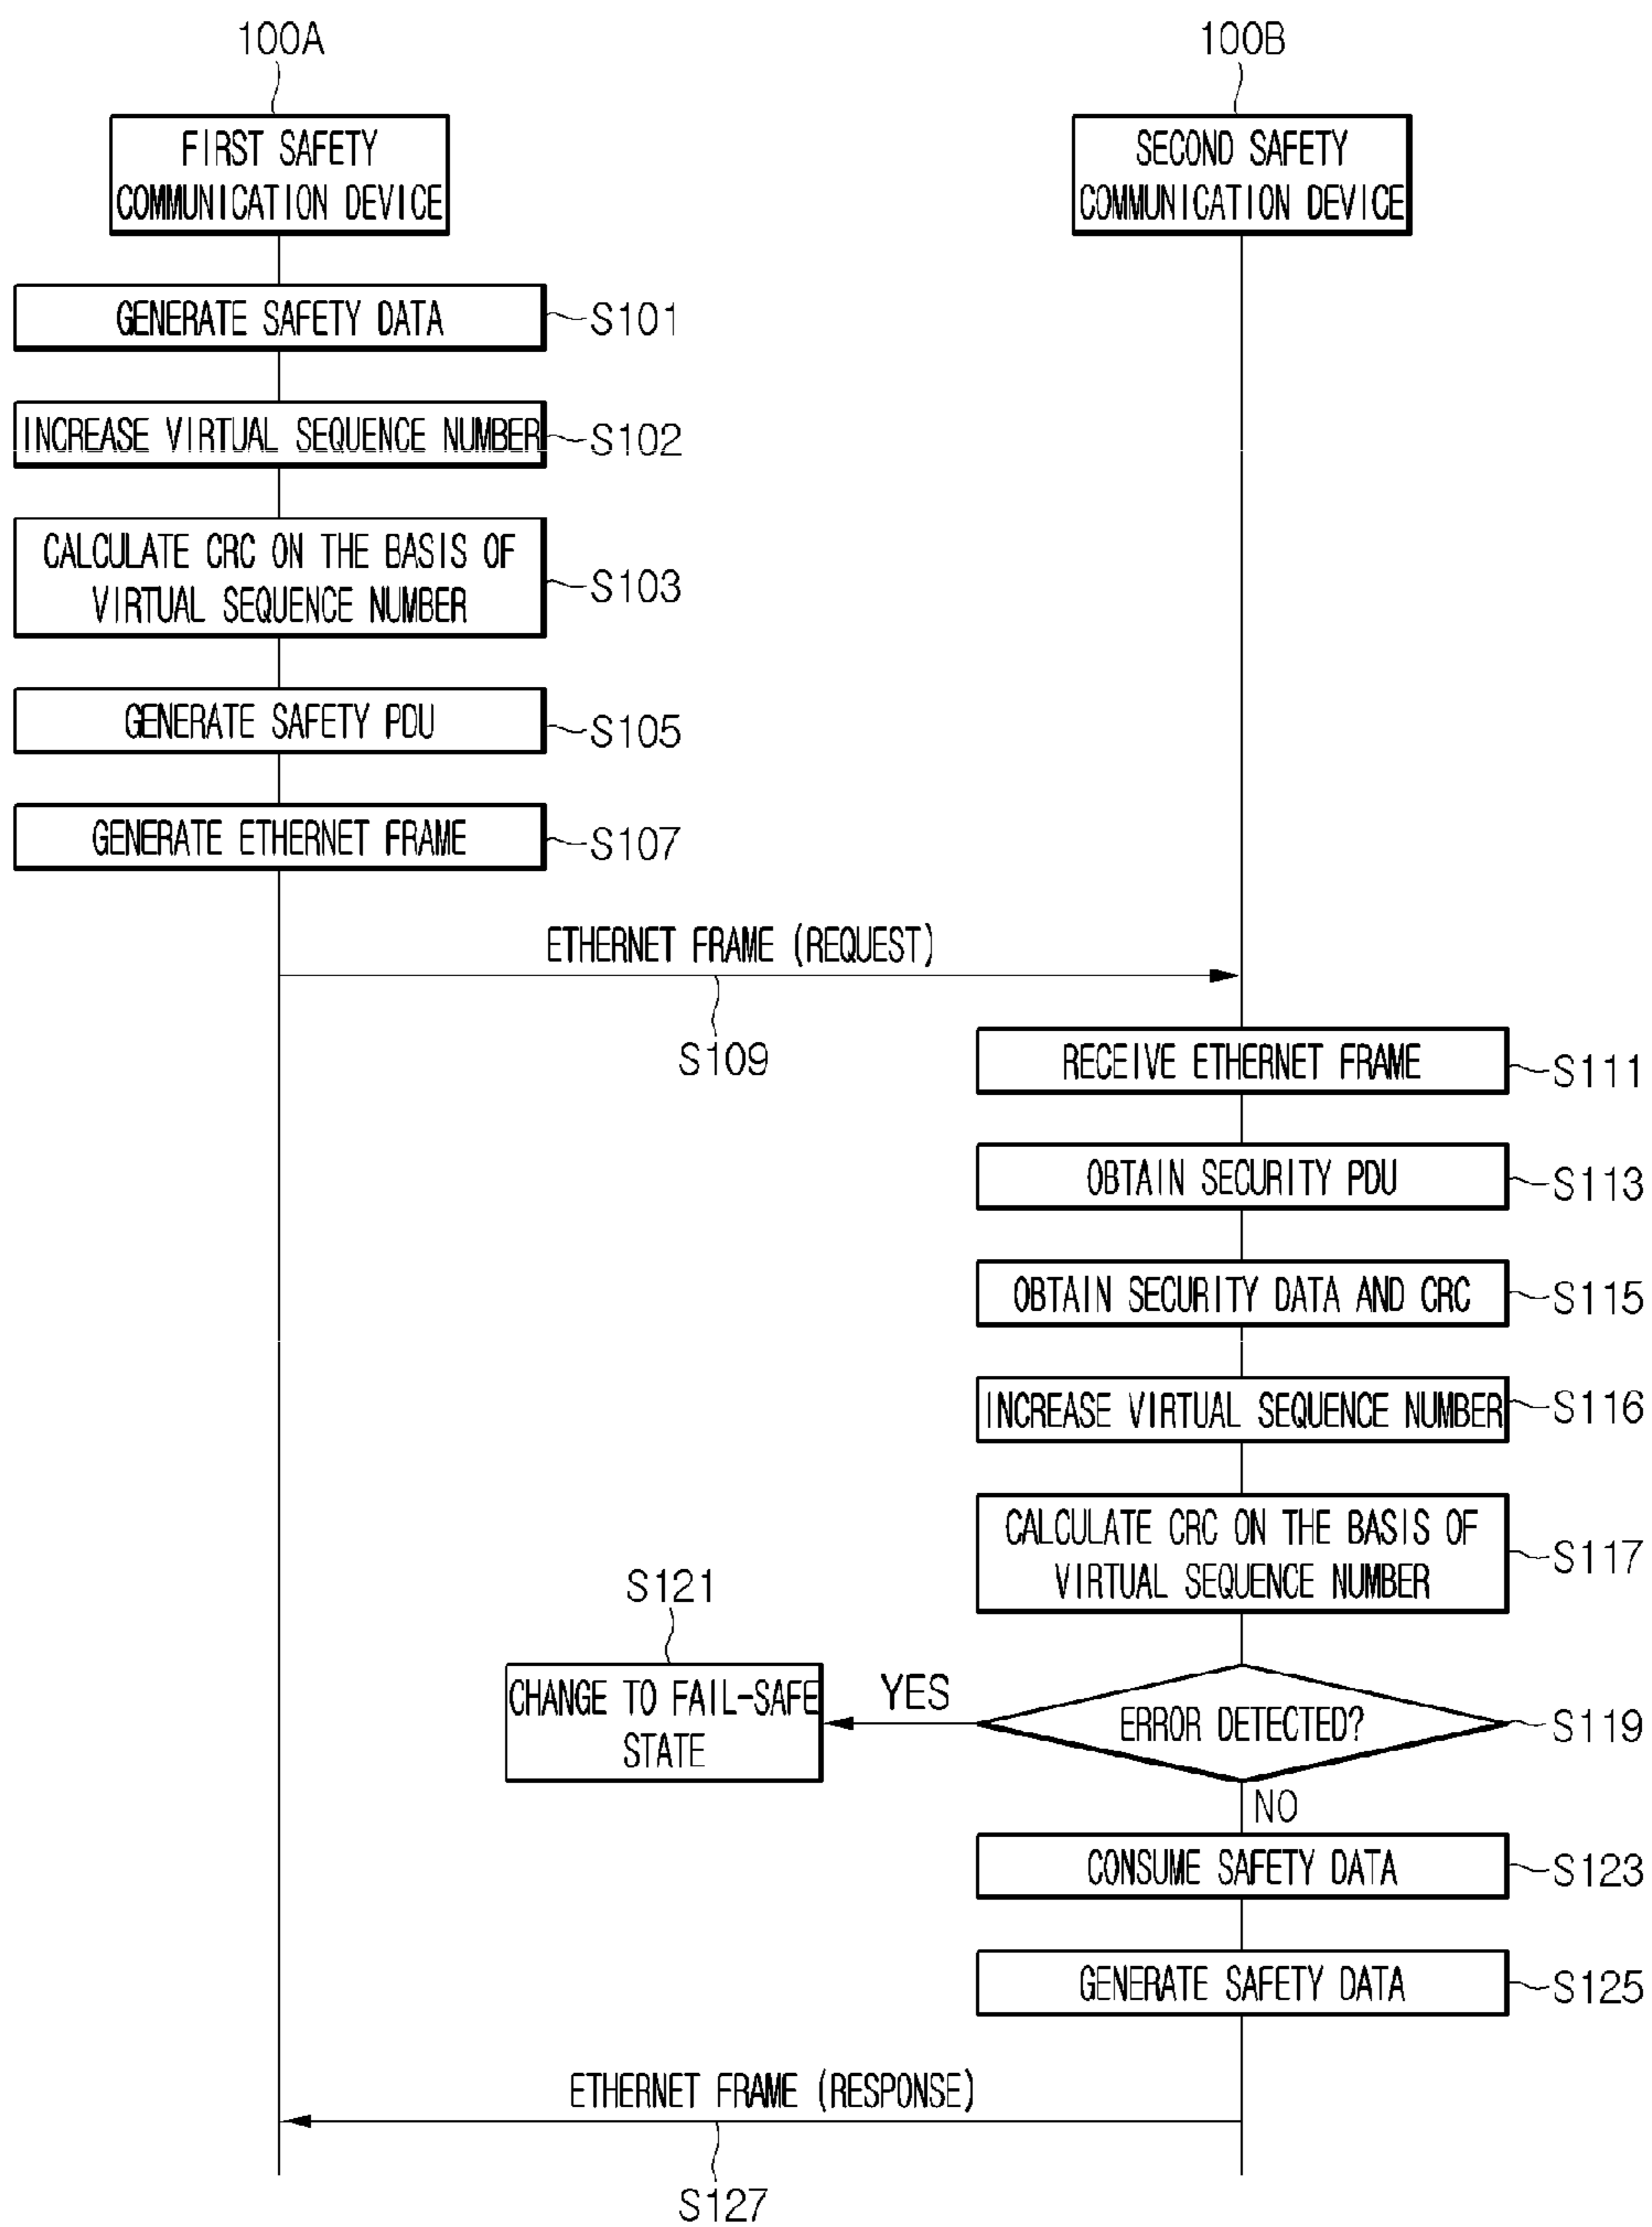 100A
100B
FIRST SAFETY
COMMUNICATION DEVICE
SECOND SAFETY
COMMUNICATION DEVICE
GENERATE SAFETY DATA
S101
INCREASE VIRTUAL SEQUENCE NUMBER
S102
CALCULATE CRC ON THE BASIS OF
VIRTUAL SEQUENCE NUMBER
S103
GENERATE SAFETY PDU
S105
GENERATE ETHERNET FRAME
S107
ETHERNET FRAME (REQUEST)
S109
RECEIVE ETHERNET FRAME
S111
OBTAIN SECURITY PDU
S113
OBTAIN SECURITY DATA AND CRC
S115
INCREASE VIRTUAL SEQUENCE NUMBER
S116
CALCULATE CRC ON THE BASIS OF
VIRTUAL SEQUENCE NUMBER
S117
S121
CHANGE TO FAIL-SAFE
STATE
YES
ERROR DETECTED?
S119
NO
CONSUME SAFETY DATA
S123
GENERATE SAFETY DATA
S125
ETHERNET FRAME (RESPONSE)
S127